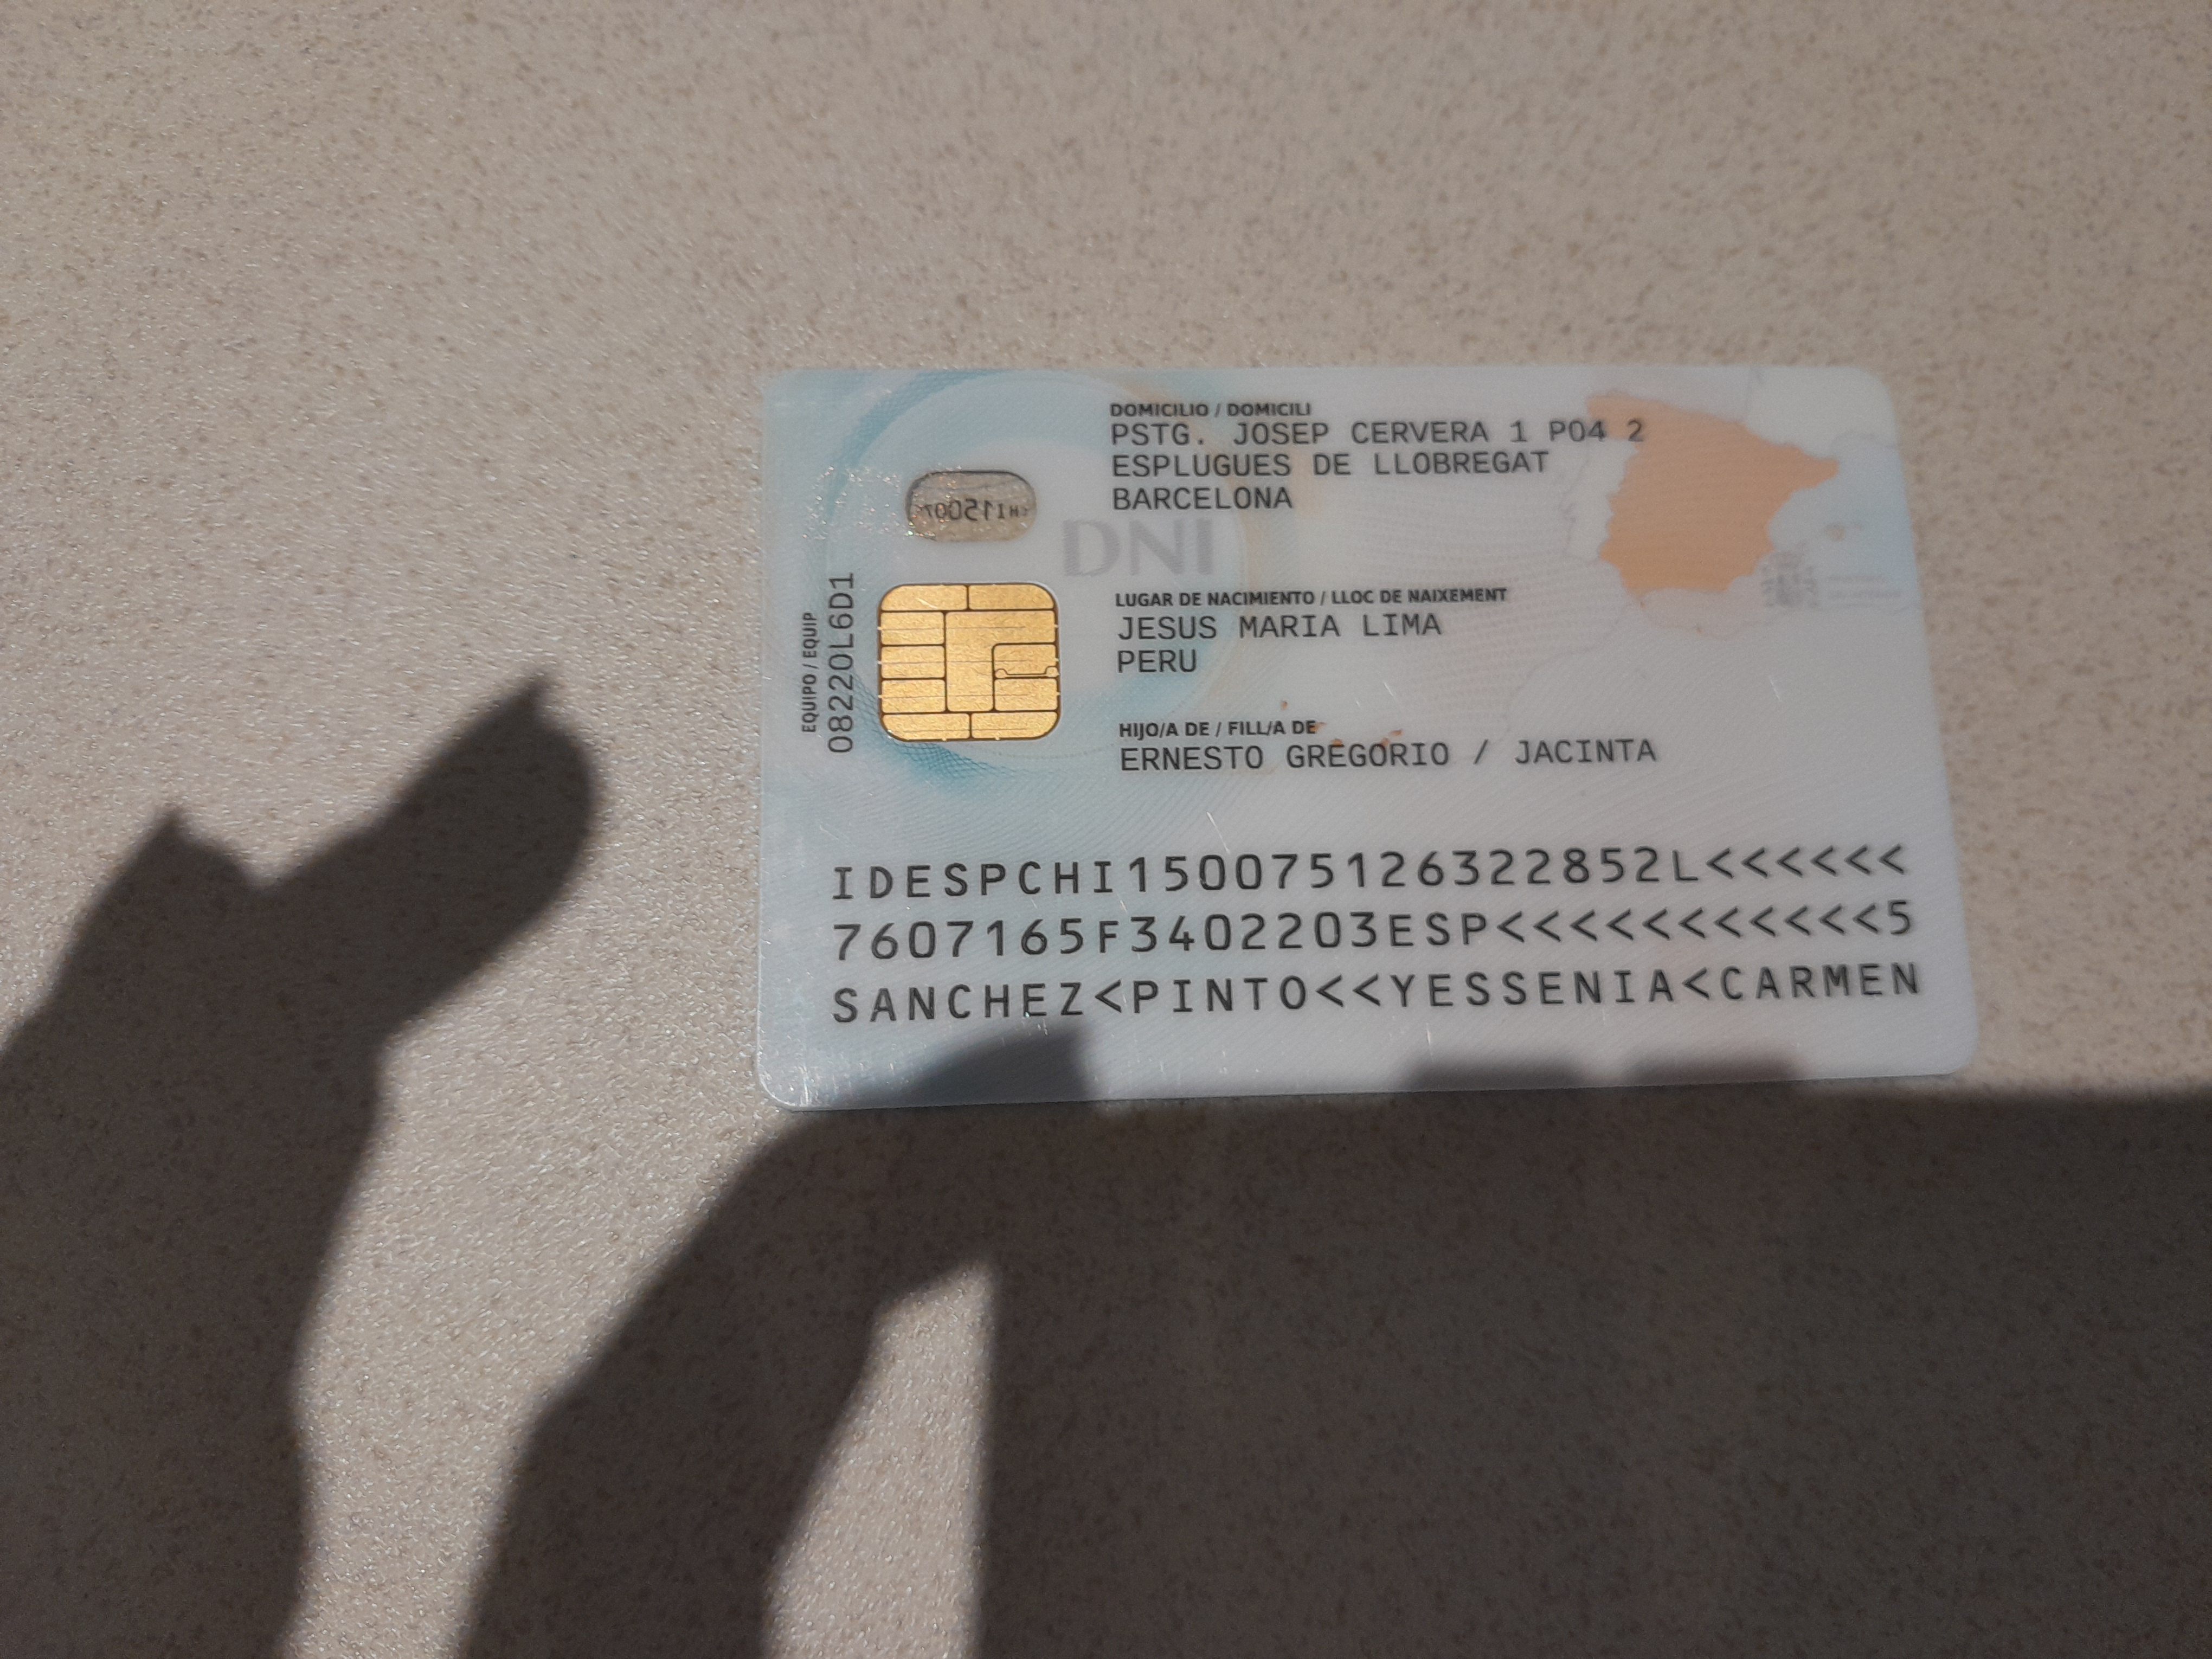 EQUIPO / EQUIP
08220L6D1
DNI
DOMICILIO / DOMICILI
PSTG. JOSEP CERVERA 1 P04 2
ESPLUGUES DE LLOBREGAT
BARCELONA
LUGAR DE NACIMIENTO / LLOC DE NAIXEMENT
JESUS MARIA LIMA
PERU
HIJO/A DE / FILL/A DE
ERNESTO GREGORIO / JACINTA
IDESPCHI150075126322852L<<<<<<
7607165F3402203ESP<<<<<<<<<<<5
SANCHEZ<PINTO<<YESSENIA<CARMEN